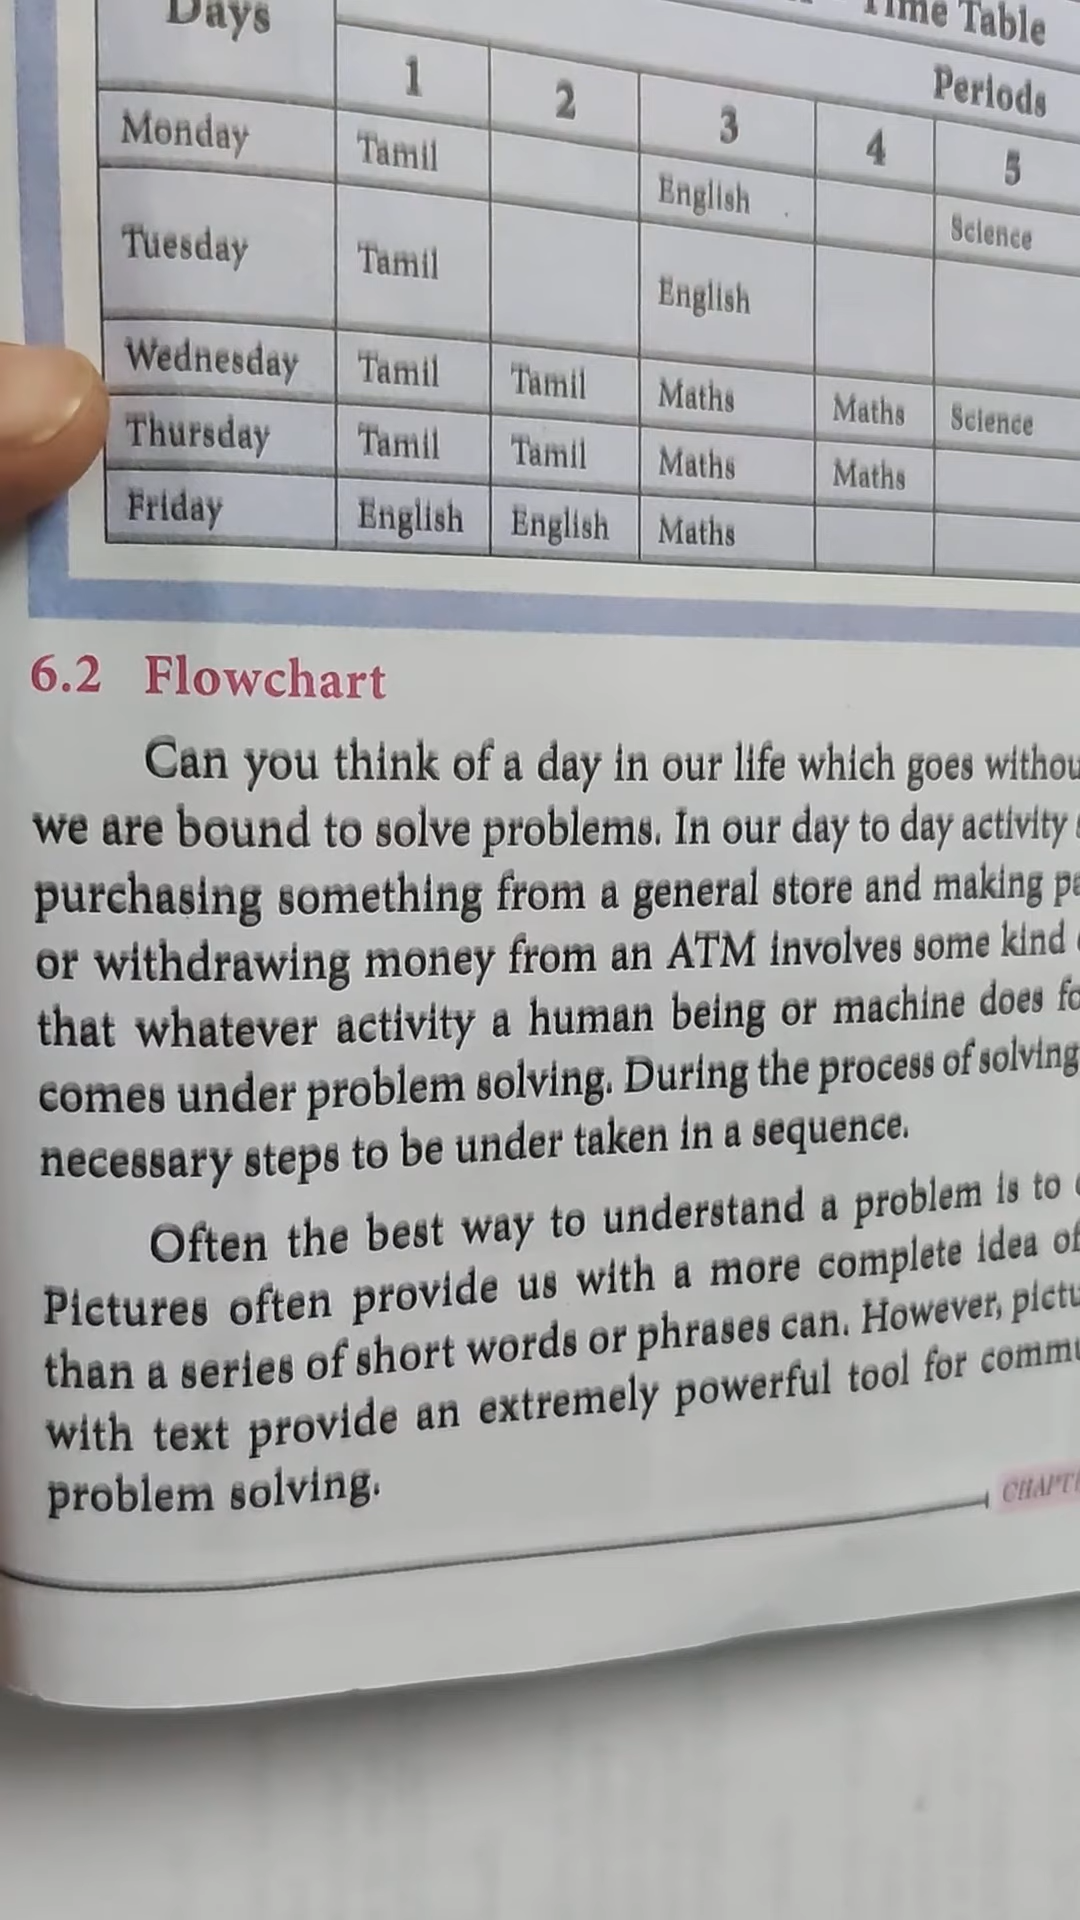 Time Table
Days
Periods
1 2 3 4 5
Monday Tamil English Science
Tuesday Tamil English
Wednesday Tamil Tamil Maths Maths Science
Thursday Tamil Tamil Maths Maths
Friday English English Maths
6.2 Flowchart
Can you think of a day in our life which goes withou
we are bound to solve problems. In our day to day activity
purchasing something from a general store and making pa
or withdrawing money from an ATM involves some kind
that whatever activity a human being or machine does fo
comes under problem solving. During the process of solving
necessary steps to be under taken in a sequence.
Often the best way to understand a problem is to
Pictures often provide us with a more complete idea of
than a series of short words or phrases can. However, pictu
with text provide an extremely powerful tool for commu
problem solving.
CHAPTE